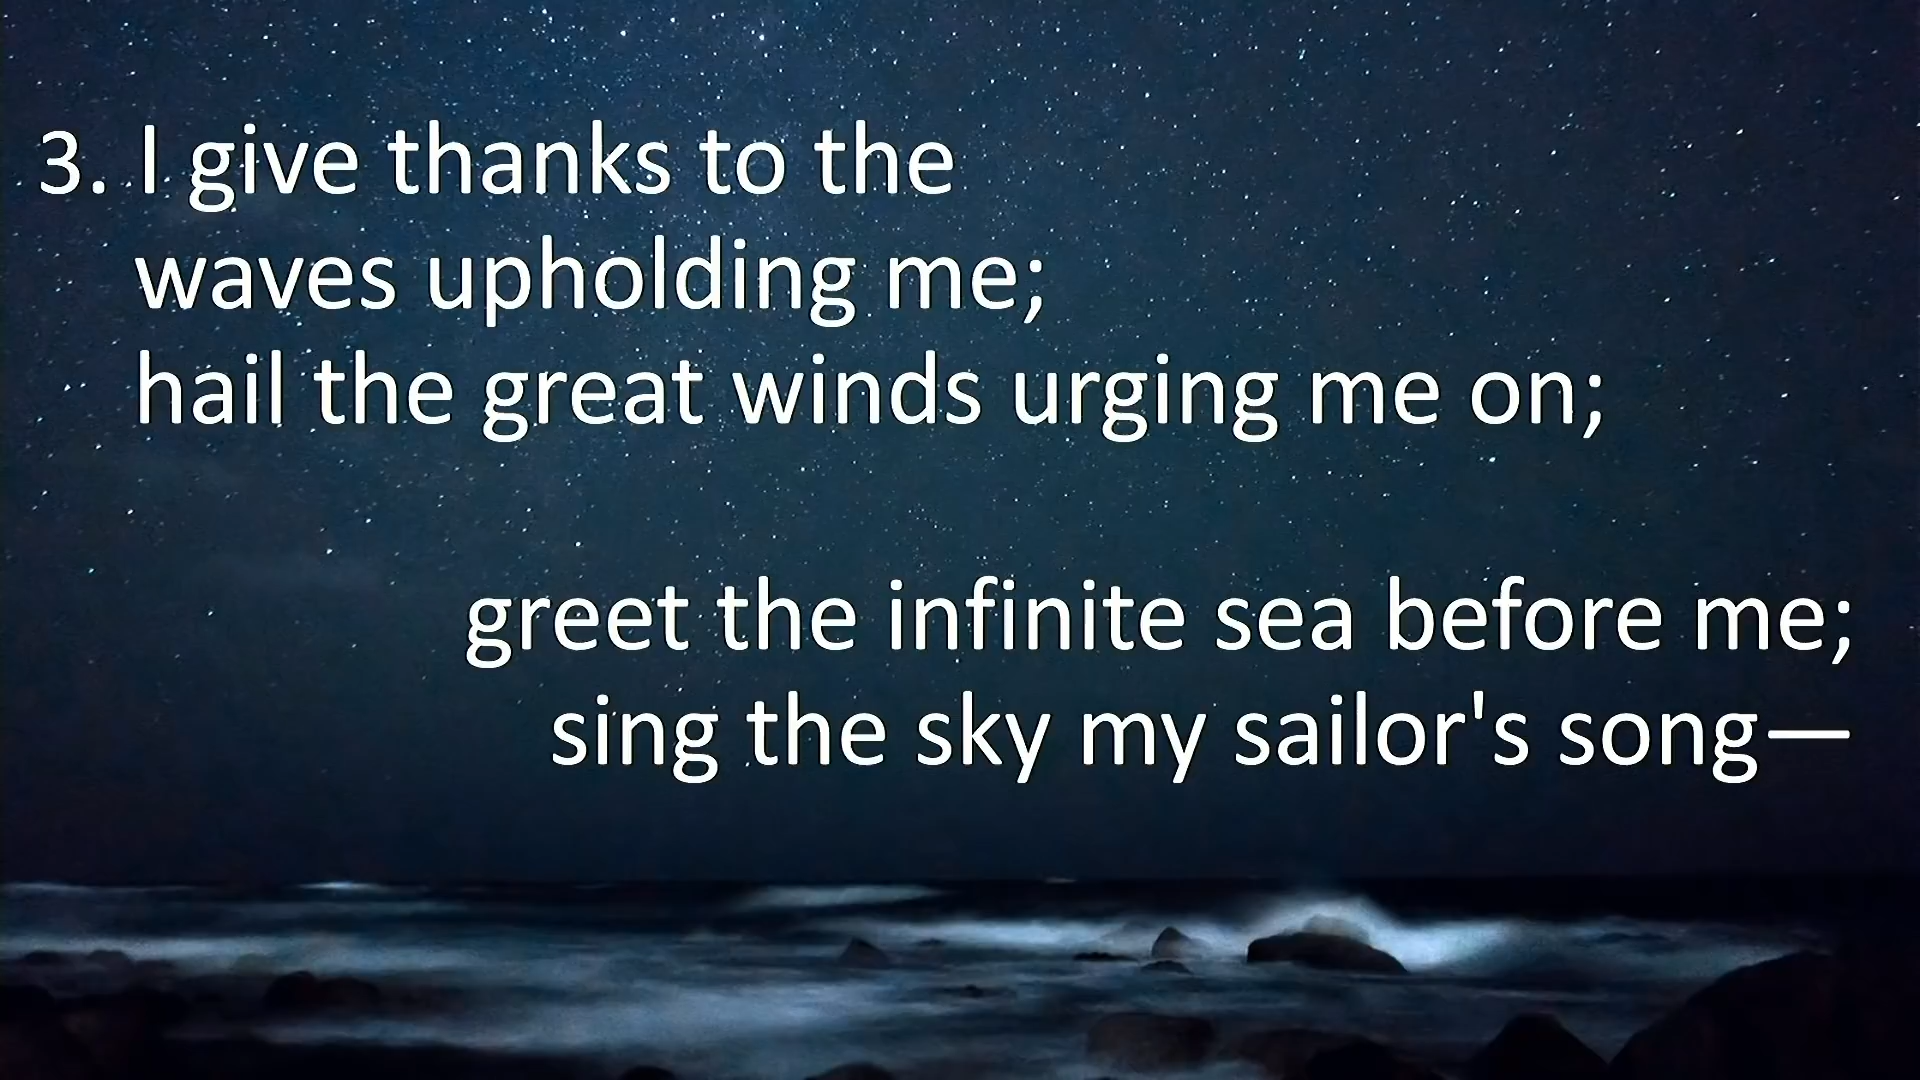 3. I give thanks to the
waves upholding me;
hail the great winds urging me on;
greet the infinite sea before me;
sing the sky my sailor's song—